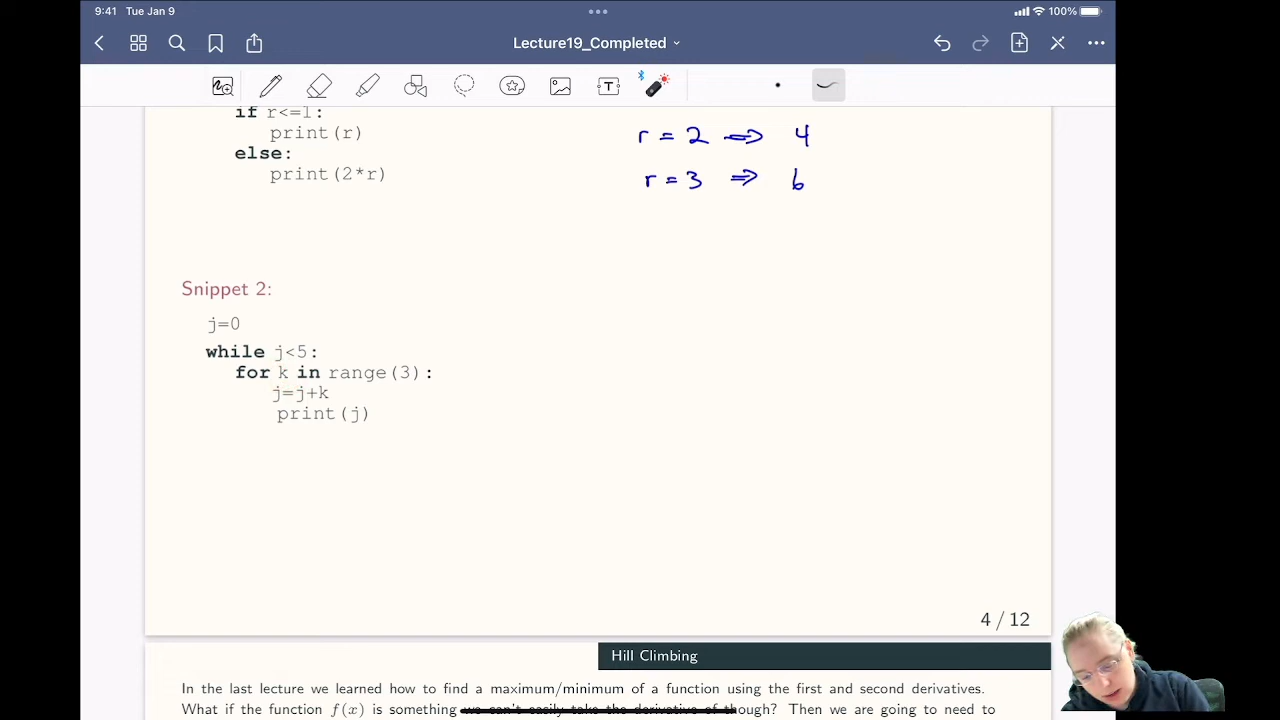 9:41 Tue Jan 9
100%
Lecture19_Completed
T
if r<=1:
print(r)
else:
print(2*r)
r = 2 ⇒ 4
r = 3 ⇒ 6
Snippet 2:
j=0
while j<5:
for k in range(3):
j=j+k
print(j)
4 / 12
Hill Climbing
In the last lecture we learned how to find a maximum/minimum of a function using the first and second derivatives.
What if the function f(x) is something we can't easily take the derivative of though? Then we are going to need to